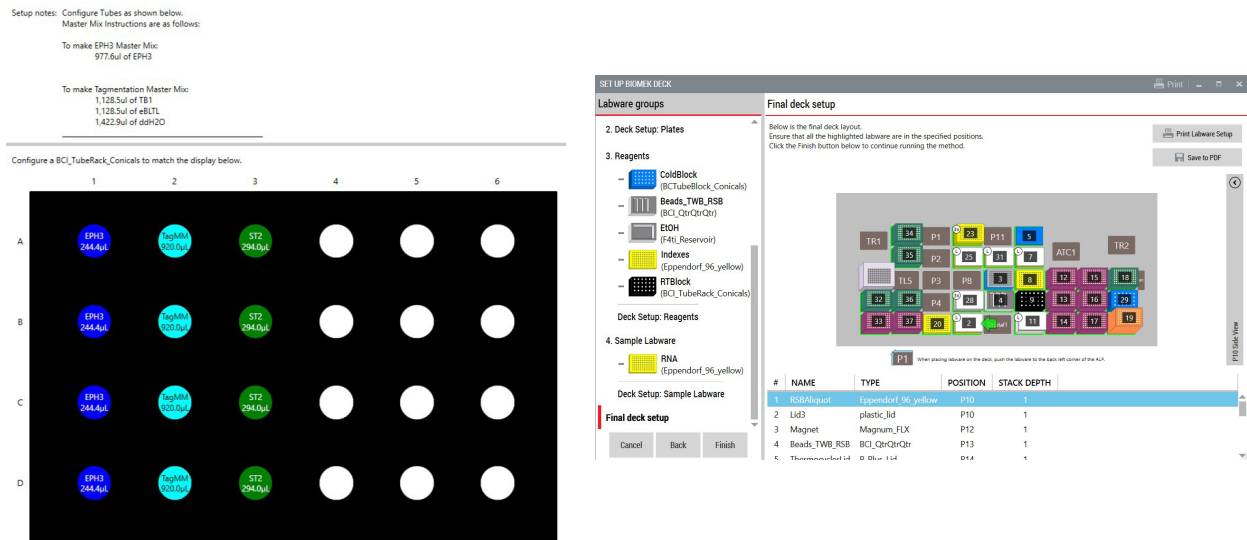 Setup notes: Configure Tubes as shown below.
Master Mix Instructions are as follows:
To make EPH3 Master Mix:
977.6ul of EPH3
To make Tagmentation Master Mix:
1,128.5ul of TB1
1,128.5ul of eBLTL
1,422.9ul of ddH2O
Configure a BCI_TubeRack_Conicals to match the display below.
1 2 3 4 5 6
A
EPH3 TagMM ST2
244.4µL 920.0µL 294.0µL
B
EPH3 TagMM ST2
244.4µL 920.0µL 294.0µL
C
EPH3 TagMM ST2
244.4µL 920.0µL 294.0µL
D
EPH3 TagMM ST2
244.4µL 920.0µL 294.0µL
SET UP BIOMEK DECK
Print
Labware groups
2. Deck Setup: Plates
3. Reagents
ColdBlock
(BCTubeBlock_Conicals)
Beads_TWB_RSB
(BCI_QtrQtrQtr)
EtOH
(F4ti_Reservoir)
Indexes
(Eppendorf_96_yellow)
RTBlock
(BCI_TubeRack_Conicals)
Deck Setup: Reagents
4. Sample Labware
RNA
(Eppendorf_96_yellow)
Deck Setup: Sample Labware
Final deck setup
Cancel Back Finish
Final deck setup
Below is the final deck layout.
Ensure that all the highlighted labware are in the specified positions.
Click the Finish button below to continue running the method.
Print Labware Setup
Save to PDF
TR1 34 P1 23 P11 5 TR2
35 P2 25 31 7 ATC1
TL5 P3 P8 3 8 12 15 18
32 36 P4 28 4 9 13 16 29
33 37 20 2 11 14 17 19
P1 When placing labware on the deck, push the labware to the back left corner of the ALP.
P10 Side View
# NAME TYPE POSITION STACK DEPTH
1 RSBAliquot Eppendorf_96_yellow P10 1
2 Lid3 plastic_lid P10 1
3 Magnet Magnum_FLX P12 1
4 Beads_TWB_RSB BCI_QtrQtrQtr P13 1
5 ThermocyclerLid B_Plus_Lid P14 1